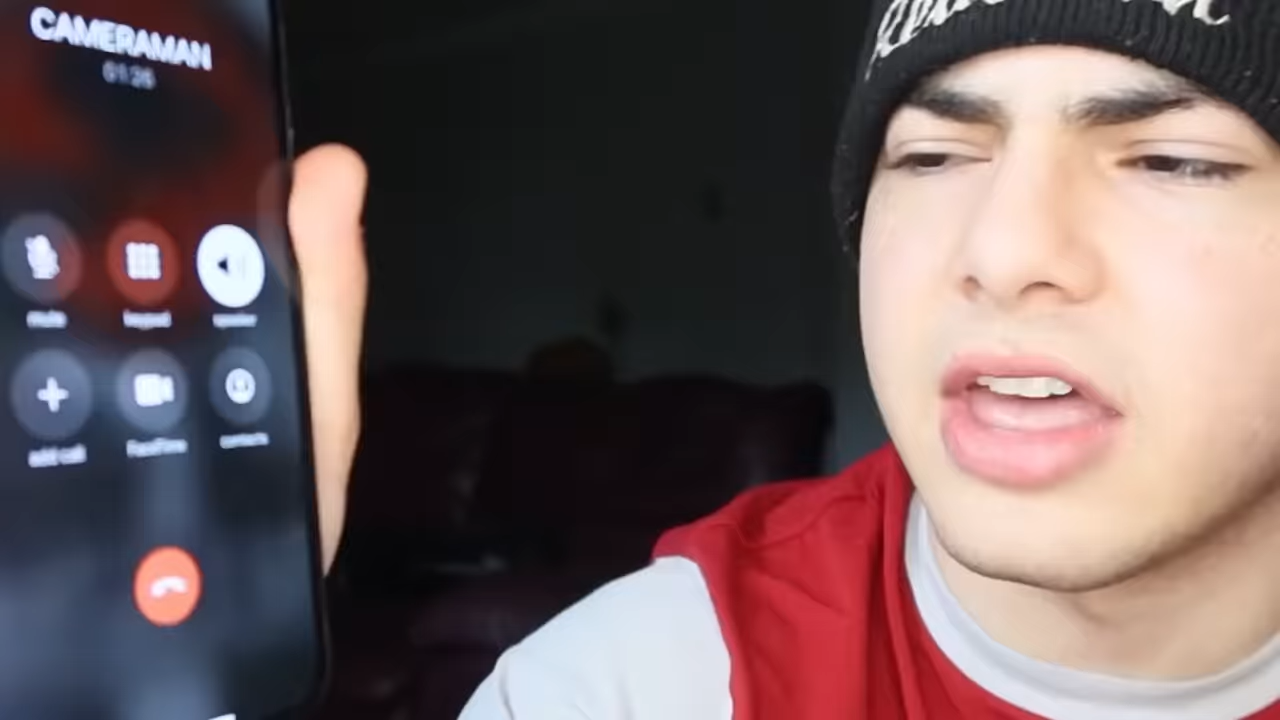 CAMERAMAN
01:26
mute
keypad
speaker
add call
FaceTime
contacts